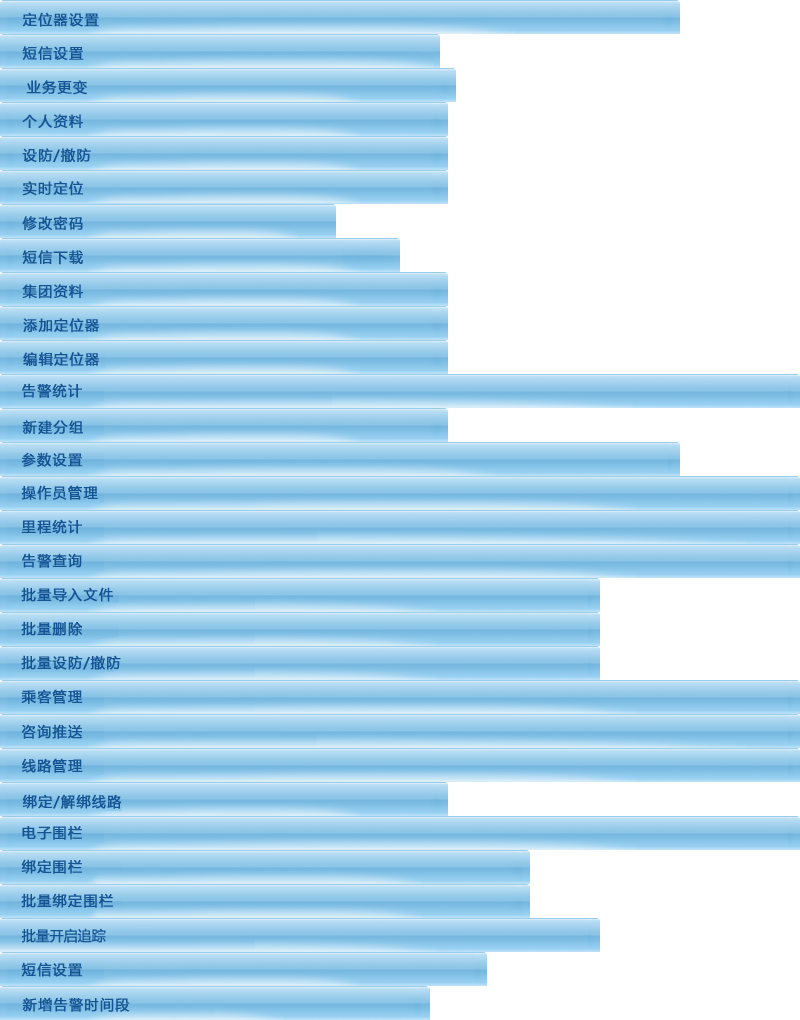 定位器设置
短信设置
业务更变
个人资料
设防/撤防
实时定位
修改密码
短信下载
集团资料
添加定位器
编辑定位器
告警统计
新建分组
参数设置
操作员管理
里程统计
告警查询
批量导入文件
批量删除
批量设防/撤防
乘客管理
咨询推送
线路管理
绑定/解绑线路
电子围栏
绑定围栏
批量绑定围栏
批量开启追踪
短信设置
新增告警时间段